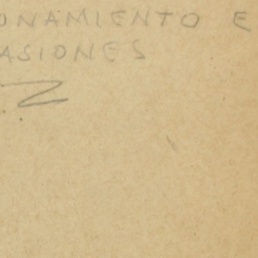 ONAMIENTO E
ASIONES
Z